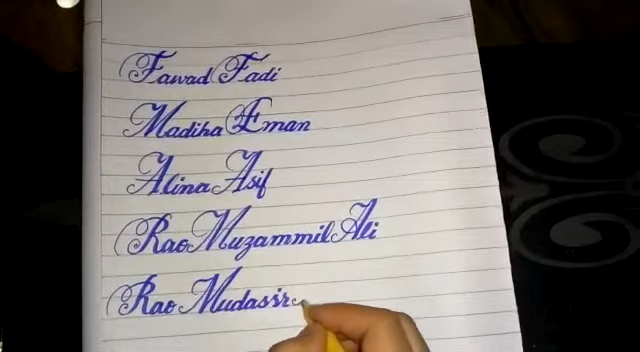 Fawad Fadi
Madiha Eman
Alina Asif
Rao Muzammil Ali
Rao Mudassir